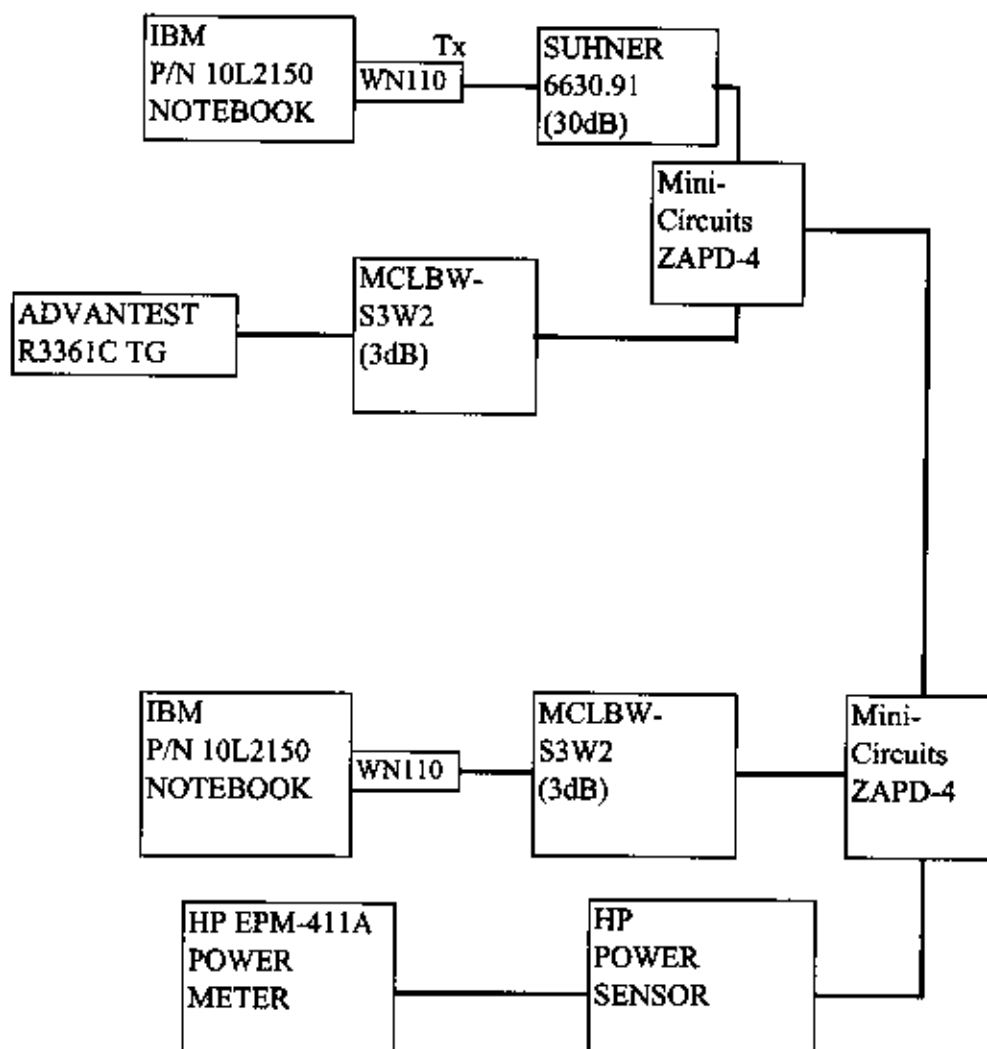 IBM
P/N 10L2150
NOTEBOOK
Tx
WN110
SUHNER
6630.91
(30dB)
Mini-
Circuits
ZAPD-4
ADVANTEST
R3361C TG
MCLBW-
S3W2
(3dB)
IBM
P/N 10L2150
NOTEBOOK
WN110
MCLBW-
S3W2
(3dB)
Mini-
Circuits
ZAPD-4
HP EPM-411A
POWER
METER
HP
POWER
SENSOR